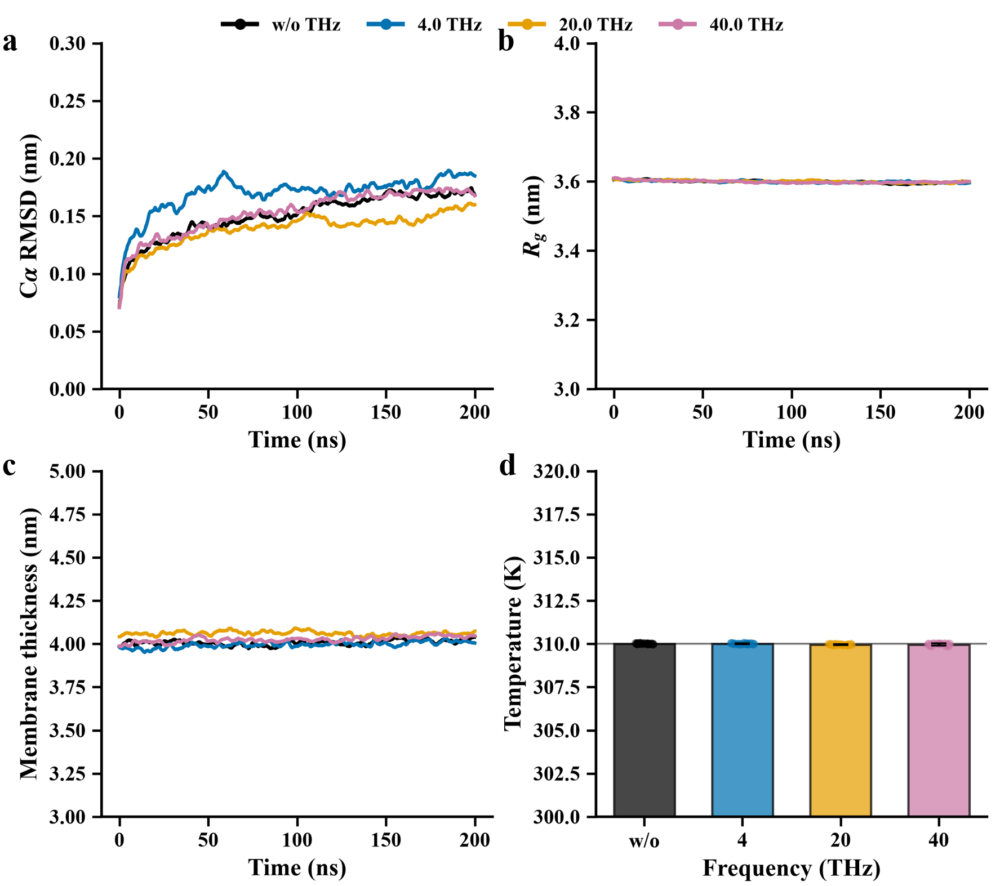 w/o THz 4.0 THz 20.0 THz 40.0 THz
a
0.30
0.25
0.20
0.15
0.10
0.05
0.00
Cα RMSD (nm)
0 50 100 150 200
Time (ns)
b
4.0
3.8
3.6
3.4
3.2
3.0
Rg (nm)
0 50 100 150 200
Time (ns)
c
5.00
4.75
4.50
4.25
4.00
3.75
3.50
3.25
3.00
Membrane thickness (nm)
0 50 100 150 200
Time (ns)
d
320.0
317.5
315.0
312.5
310.0
307.5
305.0
302.5
300.0
Temperature (K)
w/o 4 20 40
Frequency (THz)